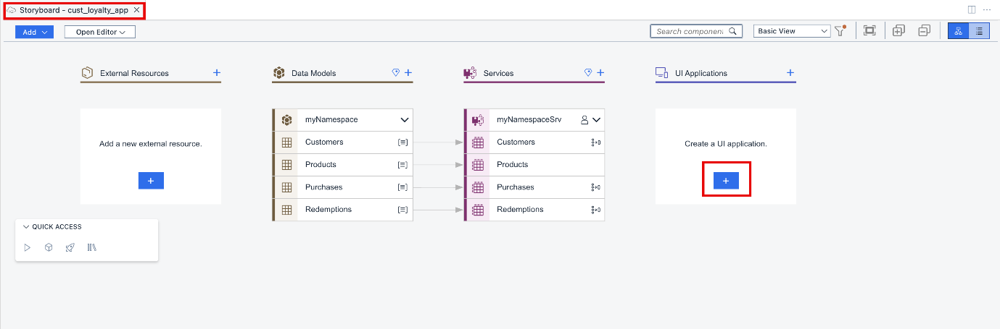 Storyboard - cust_loyalty_app
Add
Open Editor
Search component
Basic View
External Resources
Data Models
Services
UI Applications
Add a new external resource.
myNamespace
Customers
Products
Purchases
Redemptions
myNamespaceSrv
Customers
Products
Purchases
Redemptions
Create a UI application.
QUICK ACCESS